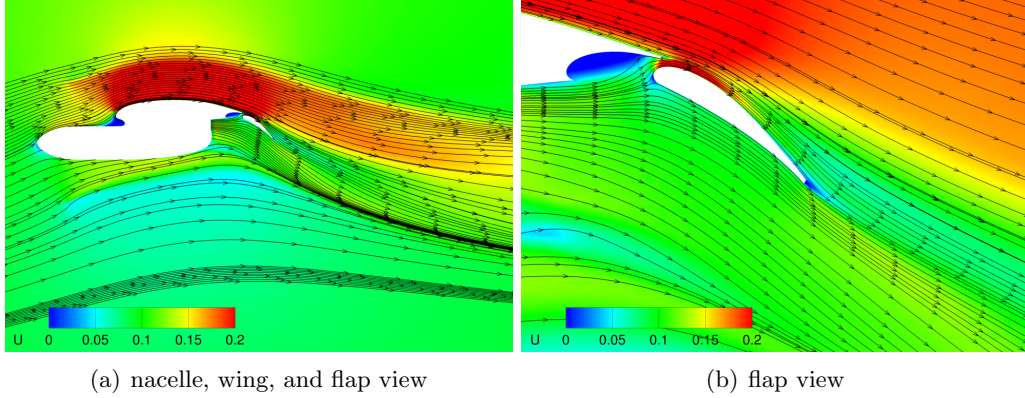 U 0 0.05 0.1 0.15 0.2
U 0 0.05 0.1 0.15 0.2
(a) nacelle, wing, and flap view
(b) flap view